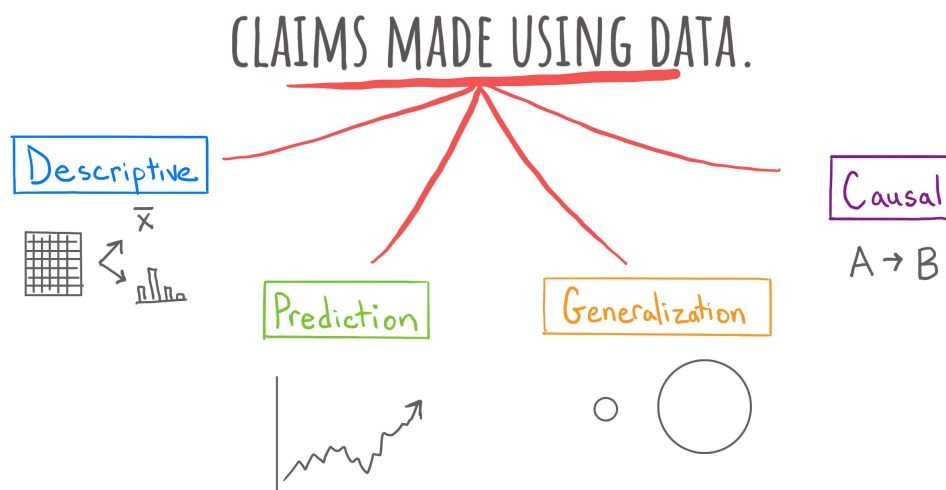 CLAIMS MADE USING DATA.
Descriptive
x̅
Prediction
Generalization
Causal
A → B